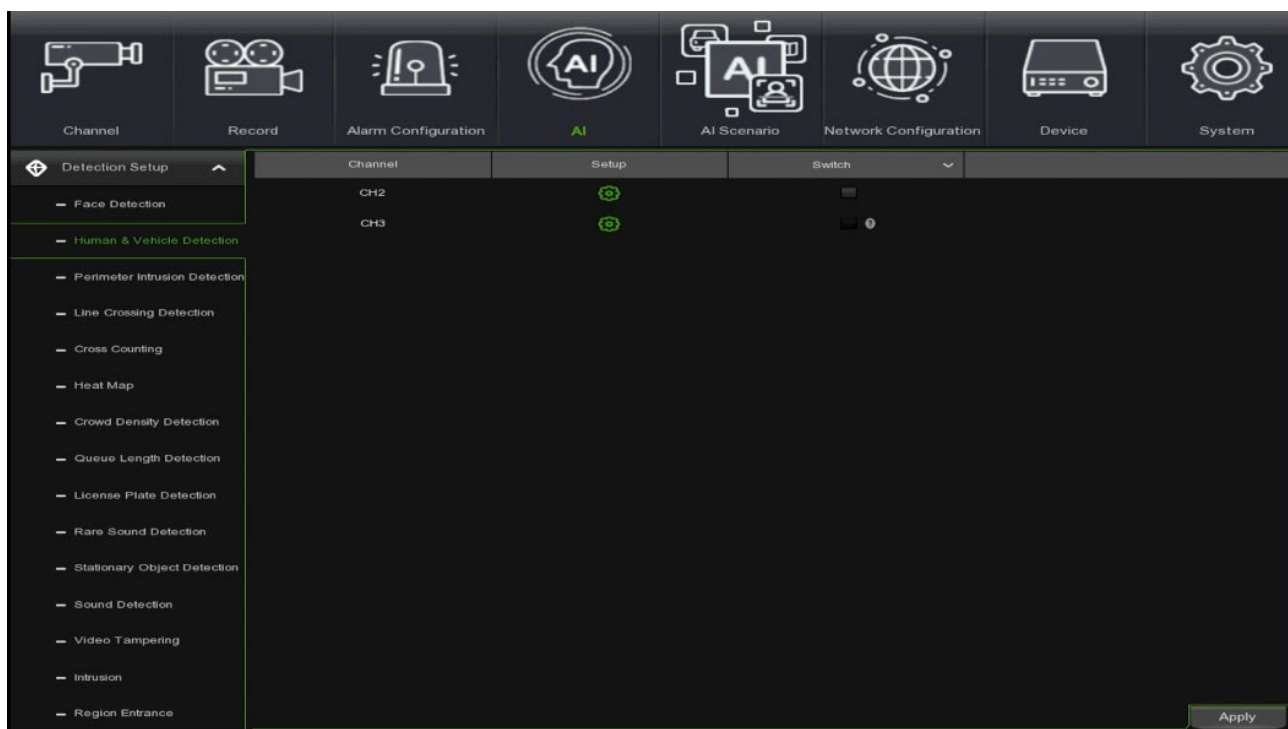 AI
AI
Channel
Record
Alarm Configuration
AI
AI Scenario
Network Configuration
Device
System
Detection Setup
Channel
Setup
Switch
Face Detection
CH2
Human & Vehicle Detection
CH3
?
Perimeter Intrusion Detection
Line Crossing Detection
Cross Counting
Heat Map
Crowd Density Detection
Queue Length Detection
License Plate Detection
Rare Sound Detection
Stationary Object Detection
Sound Detection
Video Tampering
Intrusion
Region Entrance
Apply